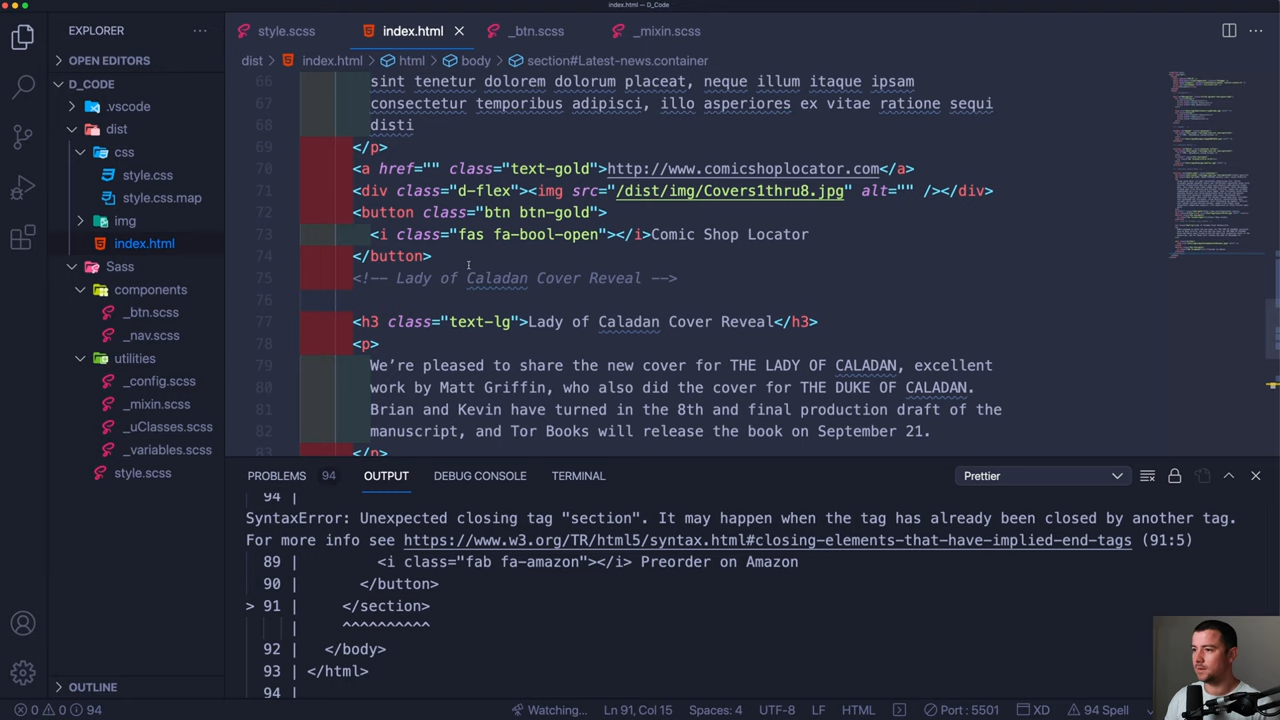 index.html — D_Code
EXPLORER
style.scss
index.html
_btn.scss
_mixin.scss
OPEN EDITORS
dist
index.html
html
body
section#Latest-news.container
D_CODE
.vscode
dist
css
style.css
style.css.map
img
index.html
Sass
components
_btn.scss
_nav.scss
utilities
_config.scss
_mixin.scss
_uClasses.scss
_variables.scss
style.scss
OUTLINE
66 sint tenetur dolorem dolorum placeat, neque illum itaque ipsam
67 consectetur temporibus adipisci, illo asperiores ex vitae ratione sequi
68 disti
69 </p>
70 <a href="" class="text-gold">http://www.comicshoplocator.com</a>
71 <div class="d-flex"><img src="/dist/img/Covers1thru8.jpg" alt="" /></div>
72 <button class="btn btn-gold">
73 <i class="fas fa-bool-open"></i>Comic Shop Locator
74 </button>
75 <!-- Lady of Caladan Cover Reveal -->
76
77 <h3 class="text-lg">Lady of Caladan Cover Reveal</h3>
78 <p>
79 We're pleased to share the new cover for THE LADY OF CALADAN, excellent
80 work by Matt Griffin, who also did the cover for THE DUKE OF CALADAN.
81 Brian and Kevin have turned in the 8th and final production draft of the
82 manuscript, and Tor Books will release the book on September 21.
83 </p>
PROBLEMS 94
OUTPUT
DEBUG CONSOLE
TERMINAL
Prettier
94 |
SyntaxError: Unexpected closing tag "section". It may happen when the tag has already been closed by another tag.
For more info see https://www.w3.org/TR/html5/syntax.html#closing-elements-that-have-implied-end-tags (91:5)
89 | <i class="fab fa-amazon"></i> Preorder on Amazon
90 | </button>
> 91 | </section>
| ^^^^^^^^^^
92 | </body>
93 | </html>
94 |
0 0 94
Watching...
Ln 91, Col 15
Spaces: 4
UTF-8
LF
HTML
Port : 5501
XD
94 Spell